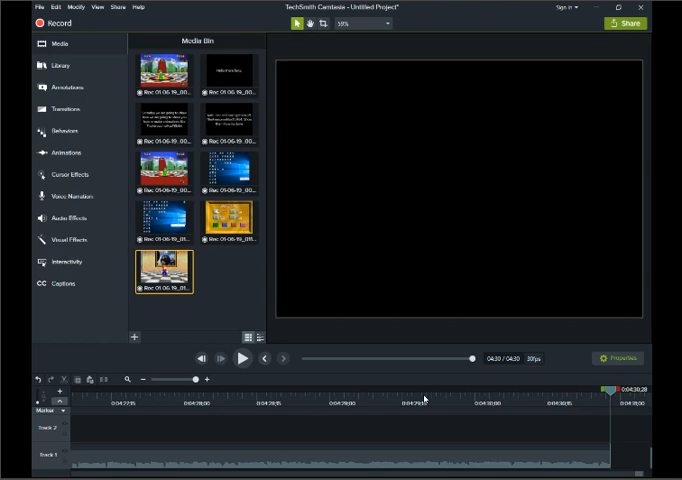 File Edit Modify View Share Help
TechSmith Camtasia - Untitled Project*
Sign in
Record
59%
Share
Media
Library
Annotations
Transitions
Behaviors
Animations
Cursor Effects
Voice Narration
Audio Effects
Visual Effects
Interactivity
Captions
Media Bin
Rec 01-06-19_00... Rec 01-06-19_00...
Rec 01-06-19_00... Rec 01-06-19_00...
Rec 01-06-19_00... Rec 01-06-19_00...
Rec 01-06-19_01... Rec 01-06-19_01...
Rec 01-06-19_01...
04:30 / 04:30 30fps
Properties
0:04:30;28
0:04:27;15 0:04:28;00 0:04:28;15 0:04:29;00 0:04:29;15 0:04:30;00 0:04:30;15 0:04:31;00
Marker
Track 2
Track 1